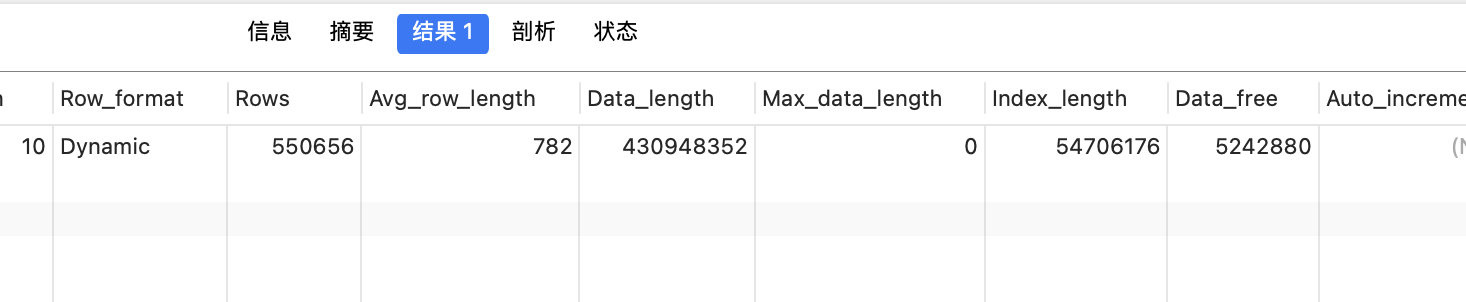 信息 摘要 结果 1 剖析 状态
Row_format Rows Avg_row_length Data_length Max_data_length Index_length Data_free
10 Dynamic 550656 782 430948352 0 54706176 5242880